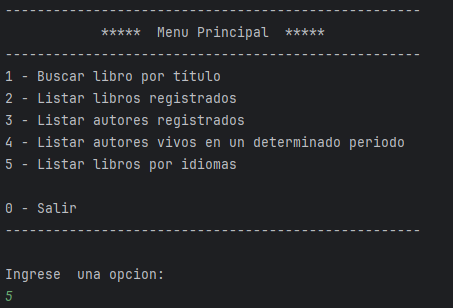 ----------------------------------------------------
*****  Menu Principal  *****
----------------------------------------------------
1 - Buscar libro por título
2 - Listar libros registrados
3 - Listar autores registrados
4 - Listar autores vivos en un determinado periodo
5 - Listar libros por idiomas
0 - Salir
----------------------------------------------------
Ingrese  una opcion:
5